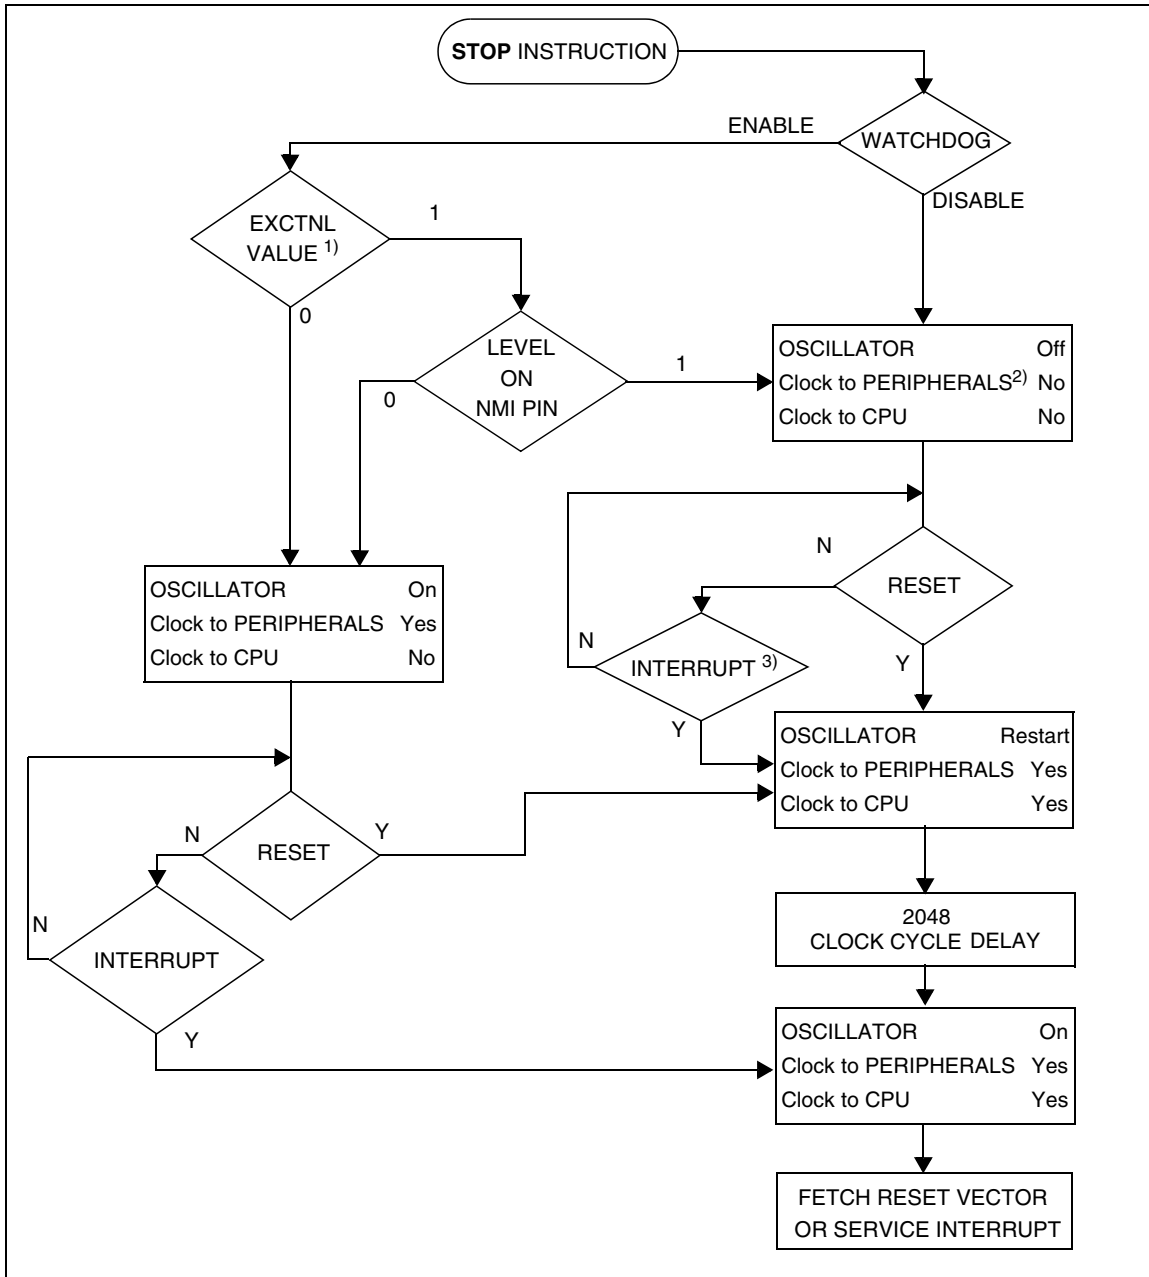 STOP INSTRUCTION
ENABLE
WATCHDOG
DISABLE
EXCTNL
VALUE 1)
1
0
LEVEL
ON
NMI PIN
1
0
OSCILLATOR Off
Clock to PERIPHERALS2) No
Clock to CPU No
OSCILLATOR On
Clock to PERIPHERALS Yes
Clock to CPU No
N
RESET
Y
N
INTERRUPT 3)
Y
OSCILLATOR Restart
Clock to PERIPHERALS Yes
Clock to CPU Yes
N
RESET
Y
N
INTERRUPT
Y
2048
CLOCK CYCLE DELAY
OSCILLATOR On
Clock to PERIPHERALS Yes
Clock to CPU Yes
FETCH RESET VECTOR
OR SERVICE INTERRUPT